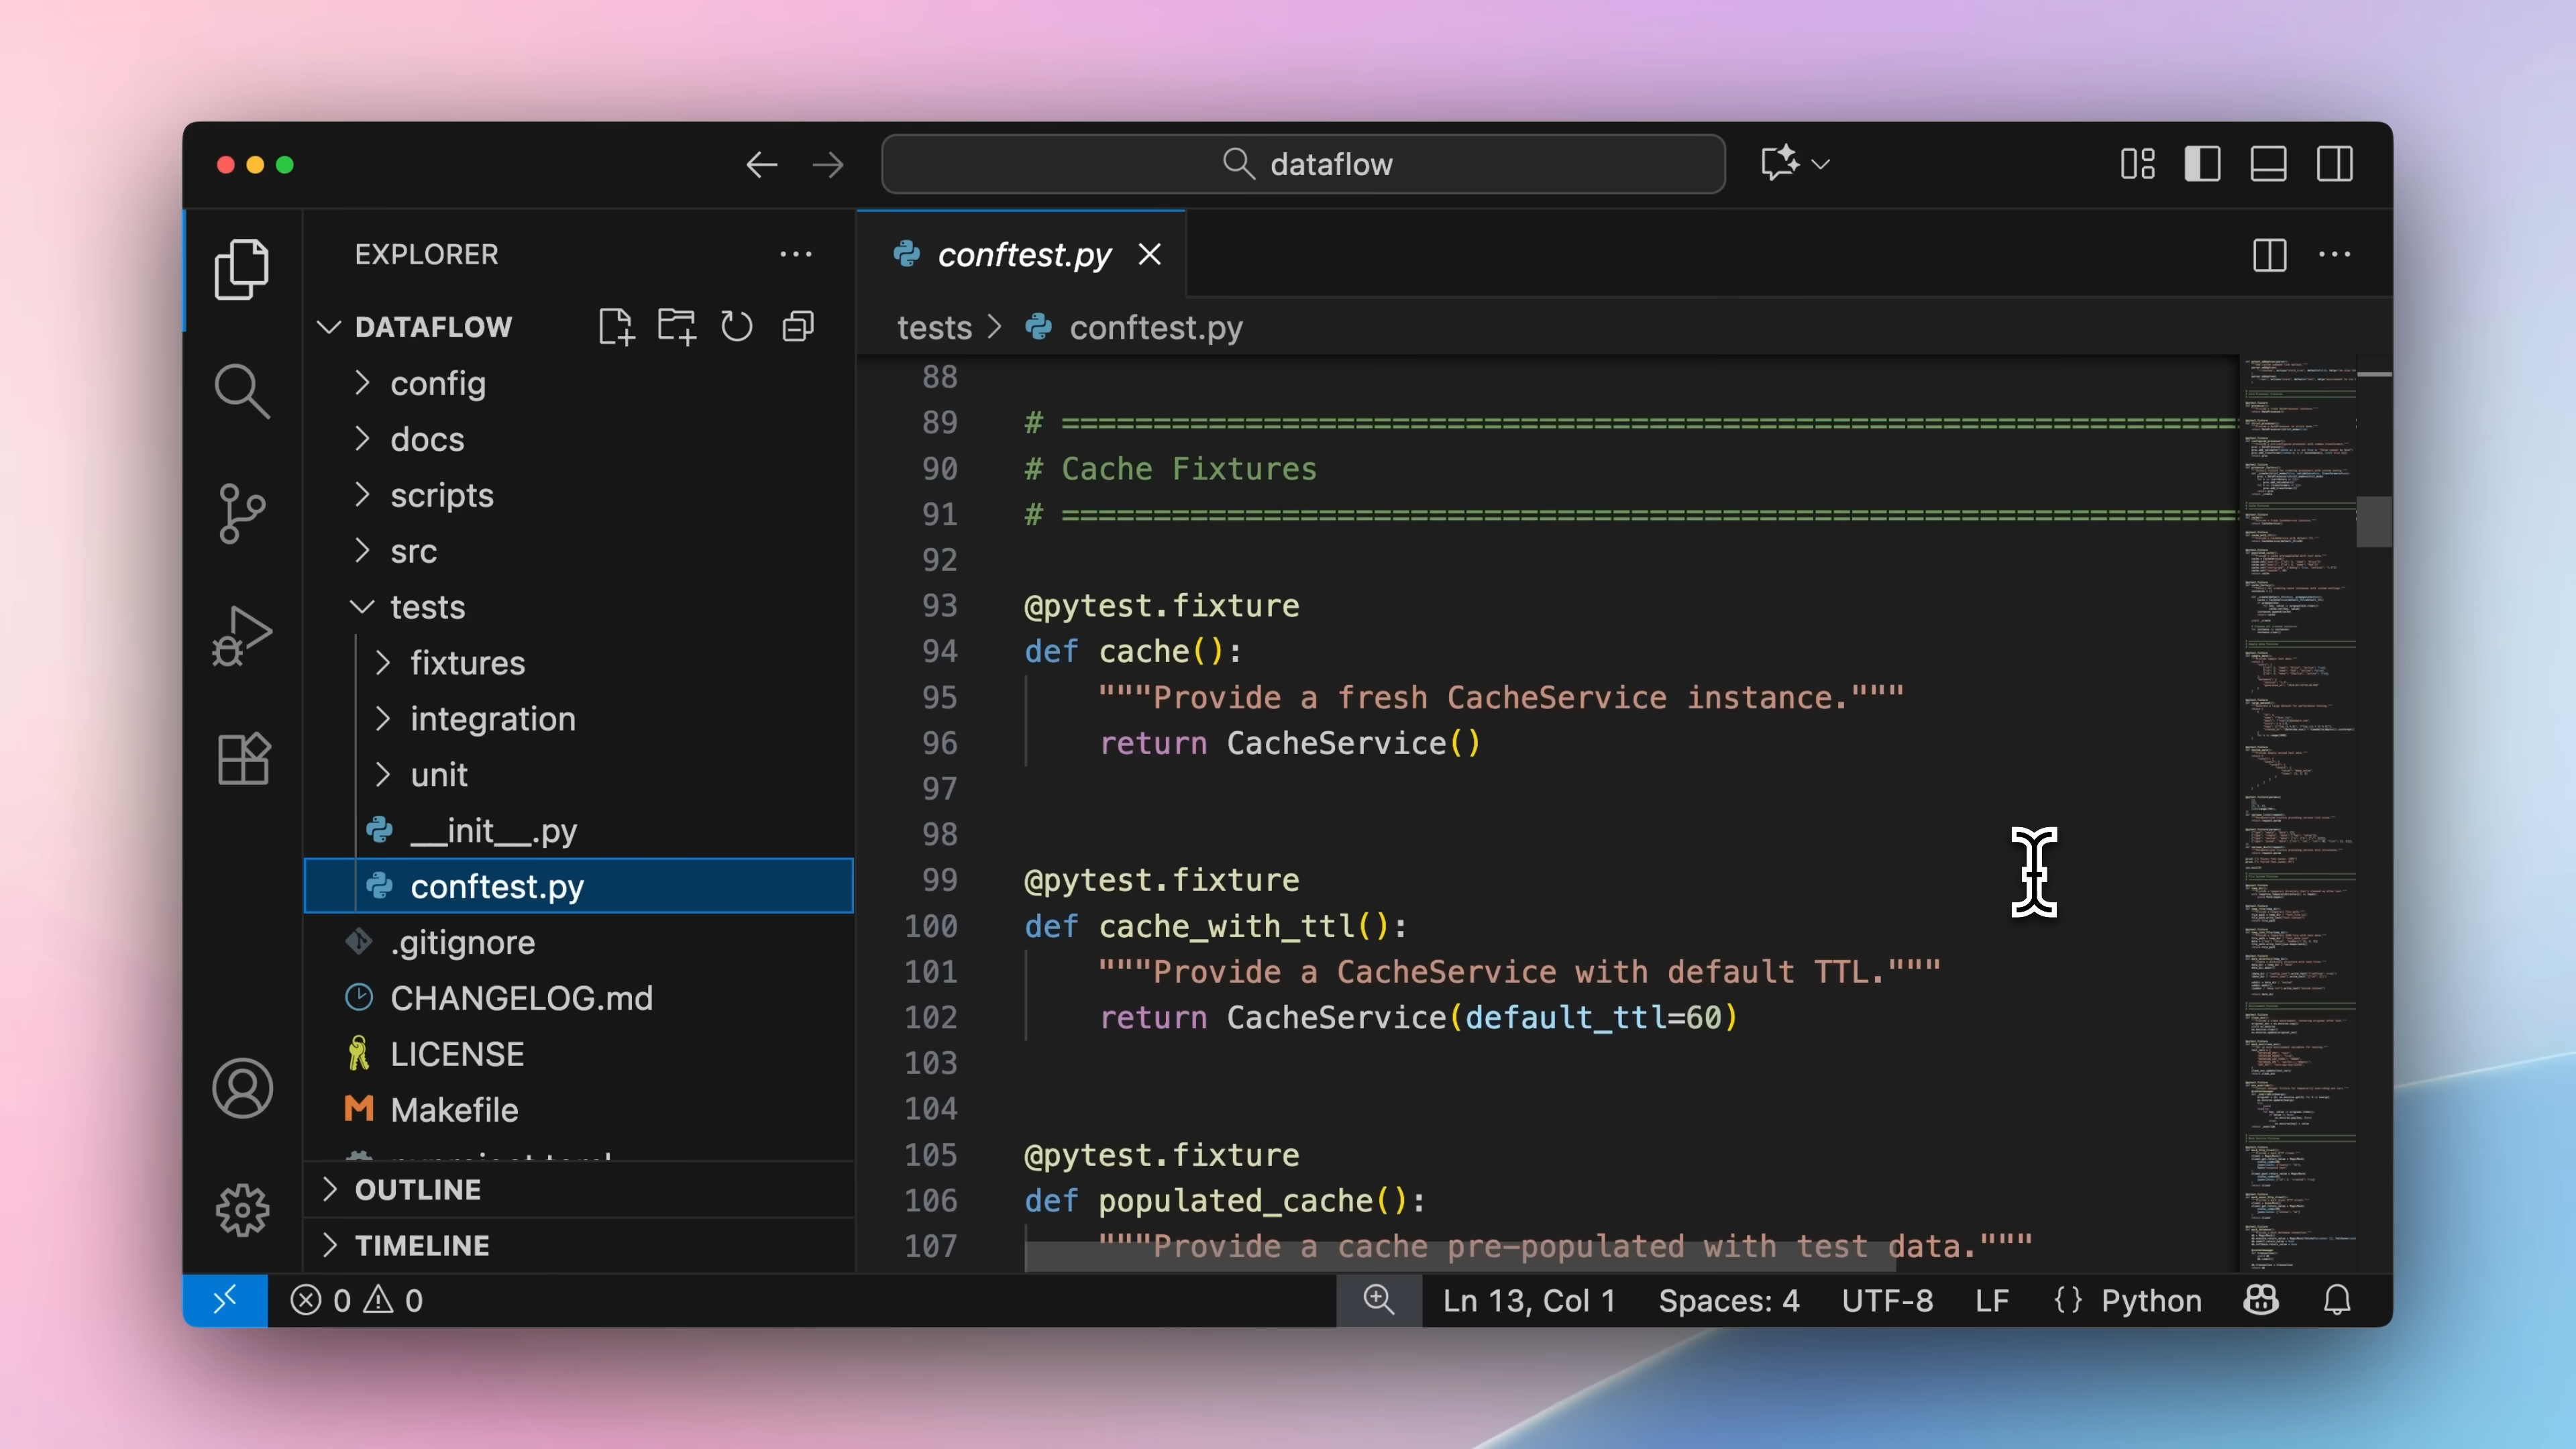 dataflow
EXPLORER
DATAFLOW
config
docs
scripts
src
tests
fixtures
integration
unit
__init__.py
conftest.py
.gitignore
CHANGELOG.md
LICENSE
Makefile
OUTLINE
TIMELINE
conftest.py
tests > conftest.py
88
89 # ================================================================
90 # Cache Fixtures
91 # ================================================================
92
93 @pytest.fixture
94 def cache():
95 """Provide a fresh CacheService instance."""
96 return CacheService()
97
98
99 @pytest.fixture
100 def cache_with_ttl():
101 """Provide a CacheService with default TTL."""
102 return CacheService(default_ttl=60)
103
104
105 @pytest.fixture
106 def populated_cache():
107 """Provide a cache pre-populated with test data."""
0 0 Ln 13, Col 1 Spaces: 4 UTF-8 LF {} Python